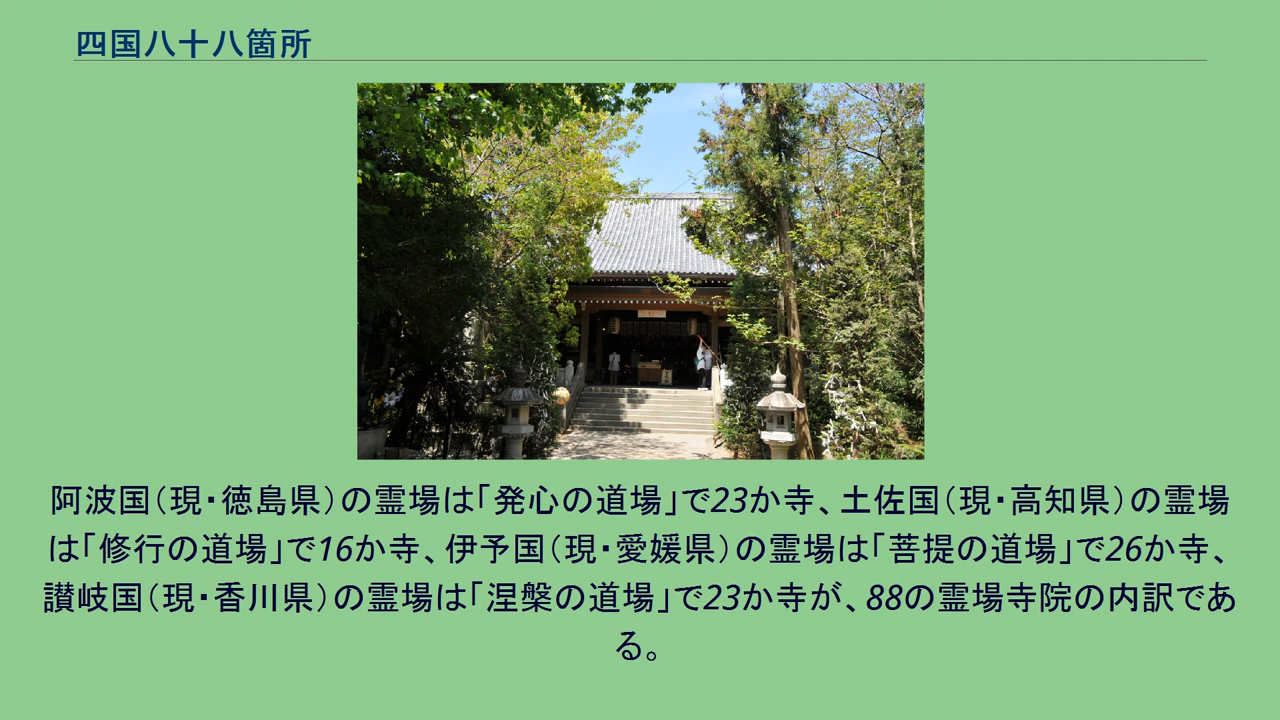 四国八十八箇所
阿波国（現・徳島県）の霊場は「発心の道場」で23か寺、土佐国（現・高知県）の霊場
は「修行の道場」で16か寺、伊予国（現・愛媛県）の霊場は「菩提の道場」で26か寺、
讃岐国（現・香川県）の霊場は「涅槃の道場」で23か寺が、88の霊場寺院の内訳であ
る。